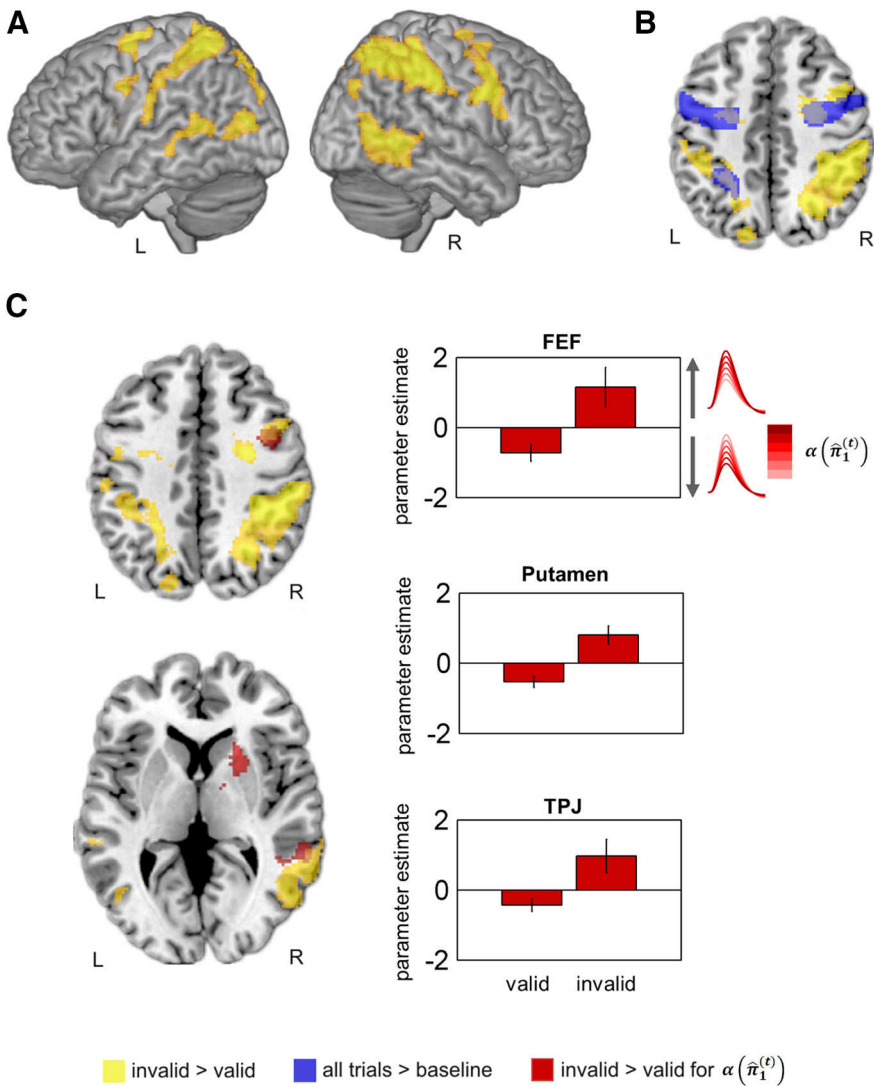 A
B
L
R
L
R
C
FEF
parameter estimate
2
0
-2
α(π̂₁⁽ᵗ⁾)
L
R
Putamen
parameter estimate
2
0
-2
TPJ
parameter estimate
2
0
-2
valid invalid
L
R
invalid > valid
all trials > baseline
invalid > valid for α(π̂₁⁽ᵗ⁾)